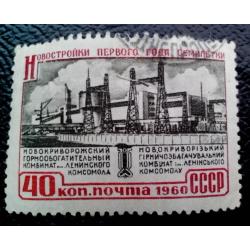 Новостройки первого года семилетки
НОВОКРИВОРОЖСКИЙ
ГОРНООБОГАТИТЕЛЬНЫЙ
КОМБИНАТ им. ЛЕНИНСКОГО
КОМСОМОЛА
НОВОКРИВОРІЗЬКИЙ
ГІРНИЧОЗБАГАЧУВАЛЬНИЙ
КОМБІНАТ ім. ЛЕНІНСЬКОГО
КОМСОМОЛУ
40 КОП. ПОЧТА 1960 СССР